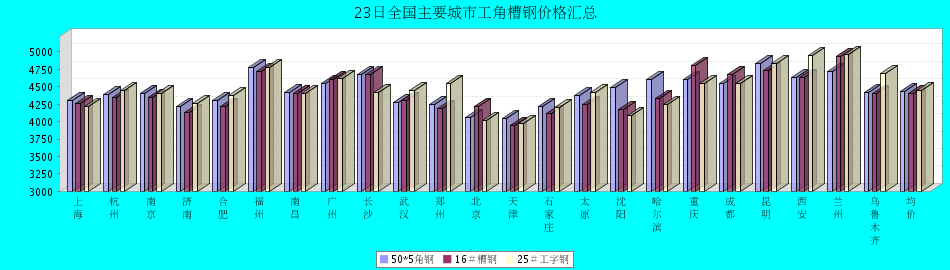 23日全国主要城市工角槽钢价格汇总
5000
4750
4500
4250
4000
3750
3500
3250
3000
上海
杭州
南京
济南
合肥
福州
南昌
广州
长沙
武汉
郑州
北京
天津
石家庄
太原
沈阳
哈尔滨
重庆
成都
昆明
西安
兰州
乌鲁木齐
均价
50*5角钢
16#槽钢
25#工字钢